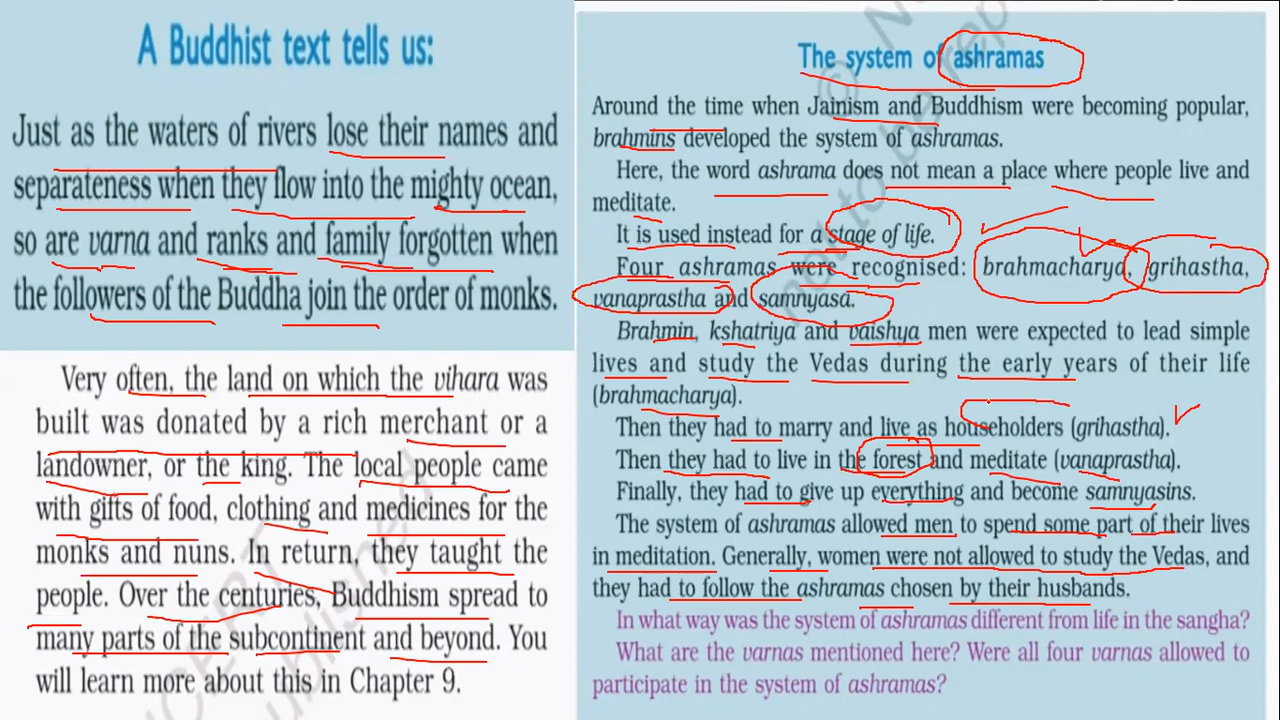 A Buddhist text tells us:
Just as the waters of rivers lose their names and
separateness when they flow into the mighty ocean,
so are varna and ranks and family forgotten when
the followers of the Buddha join the order of monks.
Very often, the land on which the vihara was
built was donated by a rich merchant or a
landowner, or the king. The local people came
with gifts of food, clothing and medicines for the
monks and nuns. In return, they taught the
people. Over the centuries, Buddhism spread to
many parts of the subcontinent and beyond. You
will learn more about this in Chapter 9.
The system of ashramas
Around the time when Jainism and Buddhism were becoming popular,
brahmins developed the system of ashramas.
Here, the word ashrama does not mean a place where people live and
meditate.
It is used instead for a stage of life.
Four ashramas were recognised: brahmacharya, grihastha,
vanaprastha and samnyasa.
Brahmin, kshatriya and vaishya men were expected to lead simple
lives and study the Vedas during the early years of their life
(brahmacharya).
Then they had to marry and live as householders (grihastha).
Then they had to live in the forest and meditate (vanaprastha).
Finally, they had to give up everything and become samnyasins.
The system of ashramas allowed men to spend some part of their lives
in meditation. Generally, women were not allowed to study the Vedas, and
they had to follow the ashramas chosen by their husbands.
In what way was the system of ashramas different from life in the sangha?
What are the varnas mentioned here? Were all four varnas allowed to
participate in the system of ashramas?